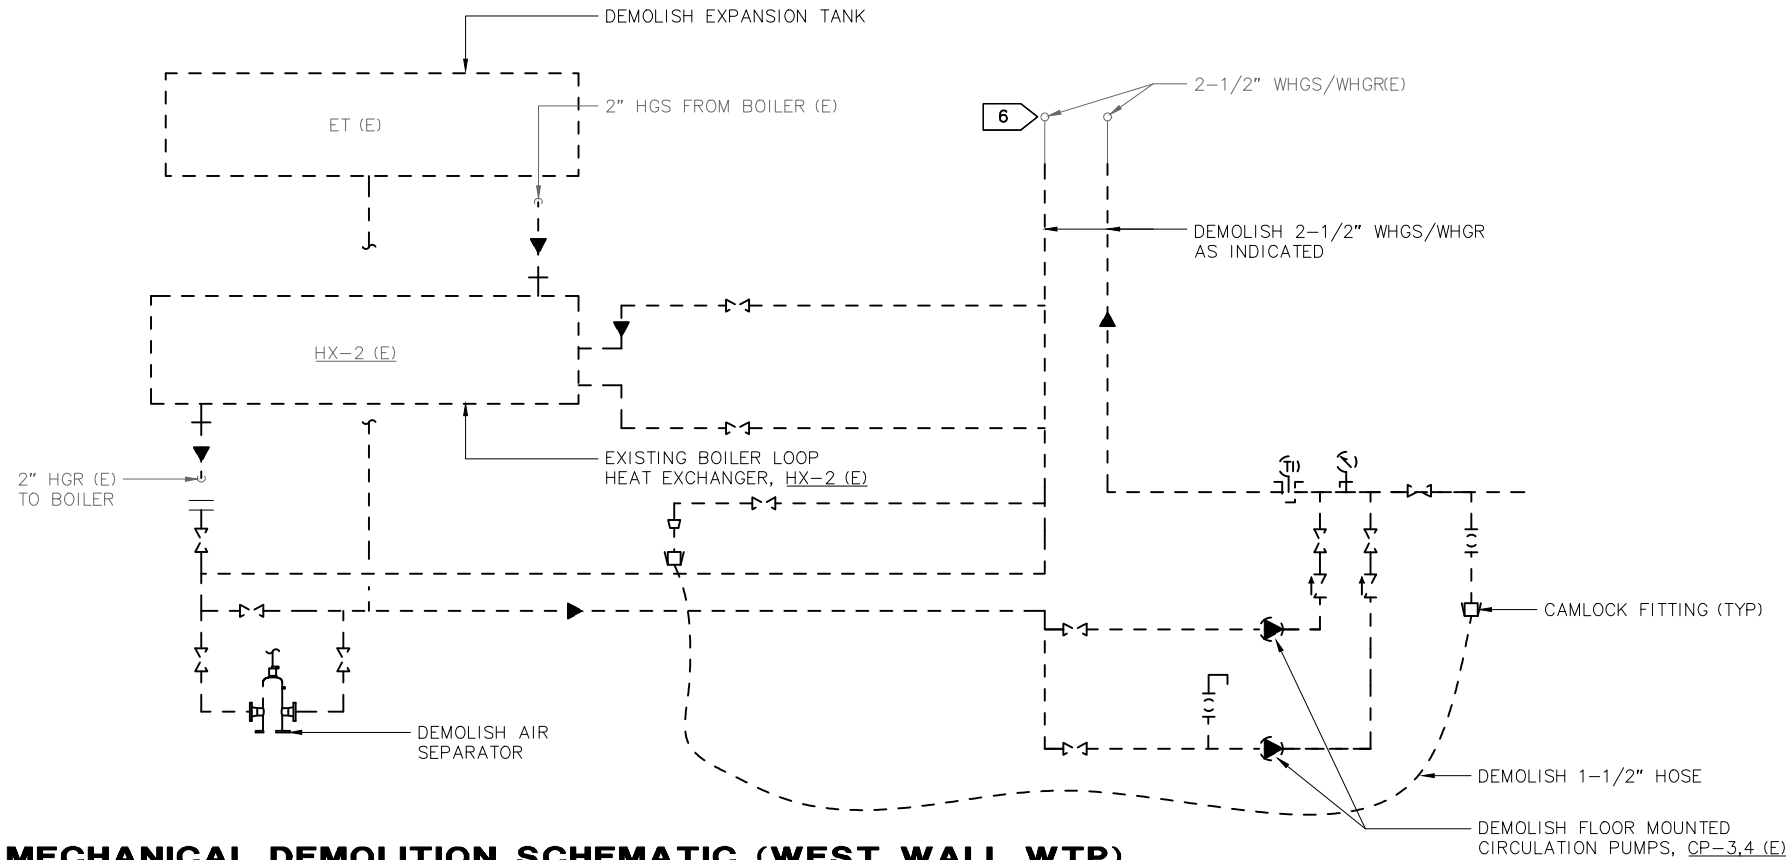 DEMOLISH EXPANSION TANK
2-1/2" WHGS/WHGR(E)
2" HGS FROM BOILER (E)
ET (E)
6
DEMOLISH 2-1/2" WHGS/WHGR
AS INDICATED
HX-2 (E)
EXISTING BOILER LOOP
HEAT EXCHANGER, HX-2 (E)
TI
2" HGR (E)
TO BOILER
CAMLOCK FITTING (TYP)
DEMOLISH AIR
SEPARATOR
DEMOLISH 1-1/2" HOSE
DEMOLISH FLOOR MOUNTED
CIRCULATION PUMPS, CP-3,4 (E)
MECHANICAL DEMOLITION SCHEMATIC (WEST WALL WTP)